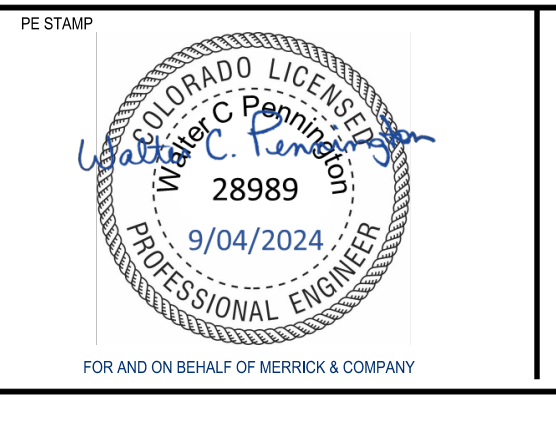 PE STAMP
COLORADO LICENSED
Walter C Pennington
Walter C. Pennington
28989
9/04/2024
PROFESSIONAL ENGINEER
FOR AND ON BEHALF OF MERRICK & COMPANY